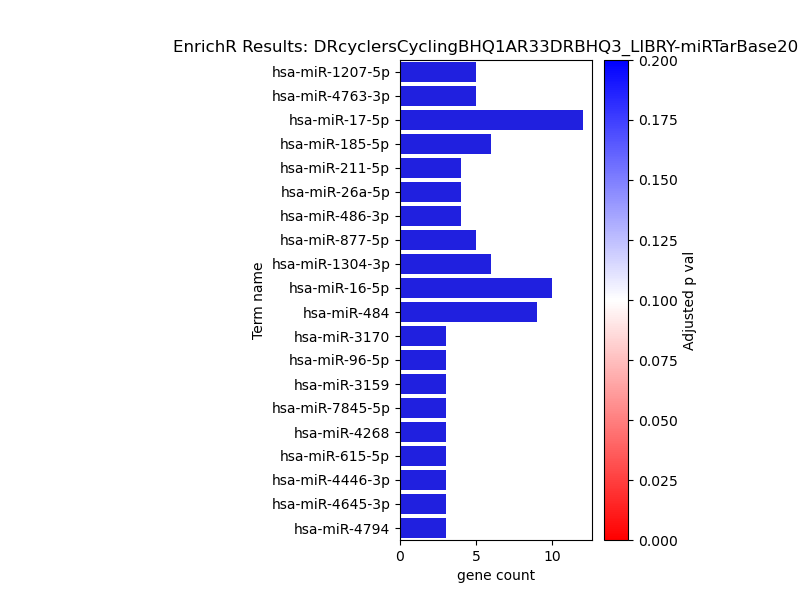 EnrichR Results: DRcyclersCyclingBHQ1AR33DRBHQ3_LIBRY-miRTarBase20
hsa-miR-1207-5p
hsa-miR-4763-3p
hsa-miR-17-5p
hsa-miR-185-5p
hsa-miR-211-5p
hsa-miR-26a-5p
hsa-miR-486-3p
hsa-miR-877-5p
hsa-miR-1304-3p
hsa-miR-16-5p
hsa-miR-484
hsa-miR-3170
hsa-miR-96-5p
hsa-miR-3159
hsa-miR-7845-5p
hsa-miR-4268
hsa-miR-615-5p
hsa-miR-4446-3p
hsa-miR-4645-3p
hsa-miR-4794
Term name
0 5 10
gene count
0.200
0.175
0.150
0.125
0.100
0.075
0.050
0.025
0.000
Adjusted p val